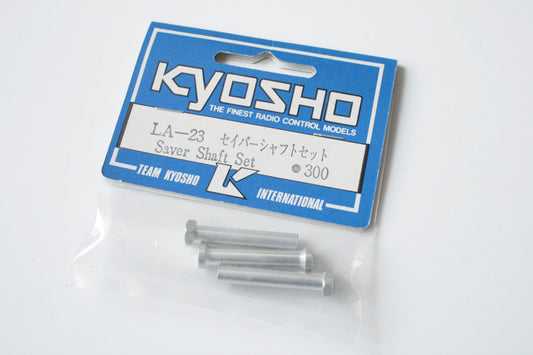 KYOSHO
THE FINEST RADIO CONTROL MODELS
LA-23 セイバーシャフトセット
Saver Shaft Set 300
TEAM KYOSHO K INTERNATIONAL